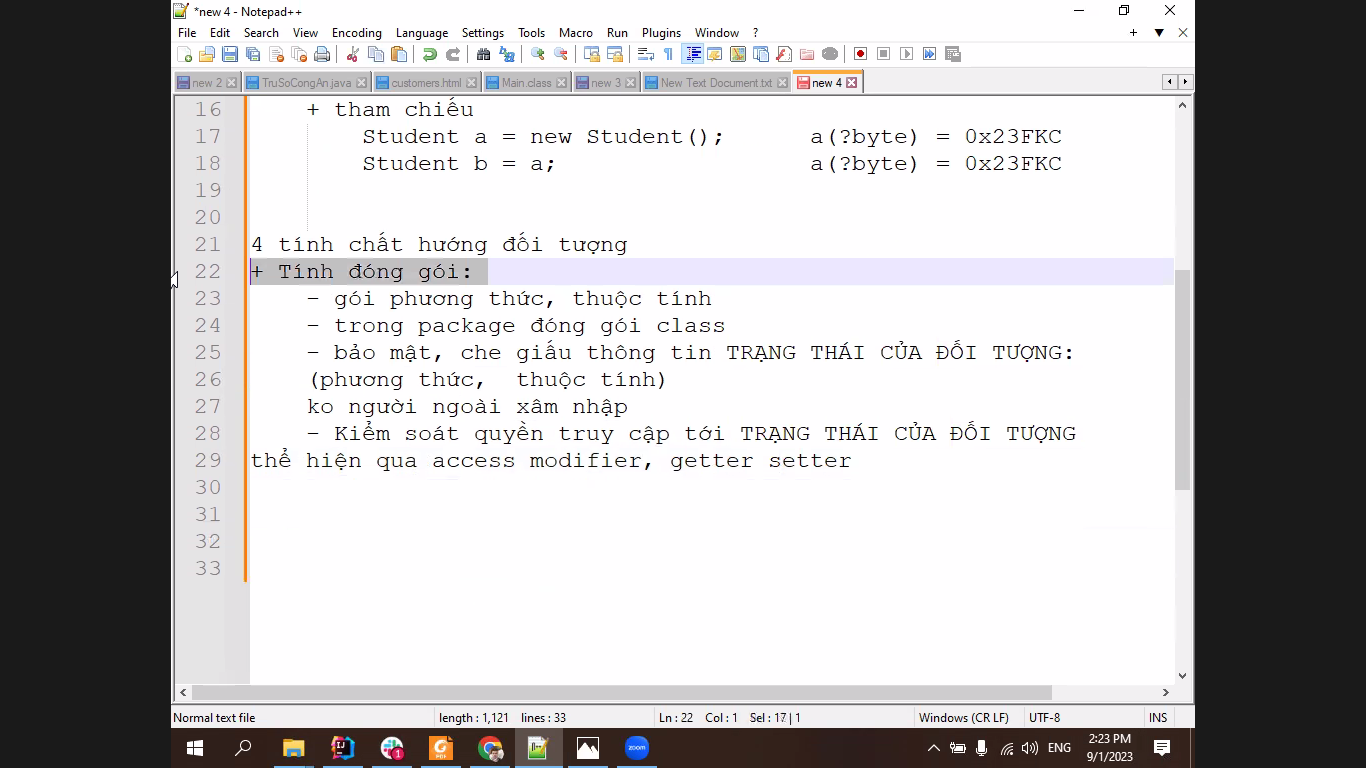 *new 4 - Notepad++
File Edit Search View Encoding Language Settings Tools Macro Run Plugins Window ?
+ ▼ ✕
new 2 TruSoCongAn.java customers.html Main.class new 3 New Text Document.txt new 4
16 + tham chiếu
17 Student a = new Student(); a(?byte) = 0x23FKC
18 Student b = a; a(?byte) = 0x23FKC
19
20
21 4 tính chất hướng đối tượng
22 + Tính đóng gói:
23 - gói phương thức, thuộc tính
24 - trong package đóng gói class
25 - bảo mật, che giấu thông tin TRẠNG THÁI CỦA ĐỐI TƯỢNG:
26 (phương thức, thuộc tính)
27 ko người ngoài xâm nhập
28 - Kiểm soát quyền truy cập tới TRẠNG THÁI CỦA ĐỐI TƯỢNG
29 thể hiện qua access modifier, getter setter
30
31
32
33
Normal text file length : 1,121 lines : 33 Ln : 22 Col : 1 Sel : 17 | 1 Windows (CR LF) UTF-8 INS
zoom ENG 2:23 PM
9/1/2023